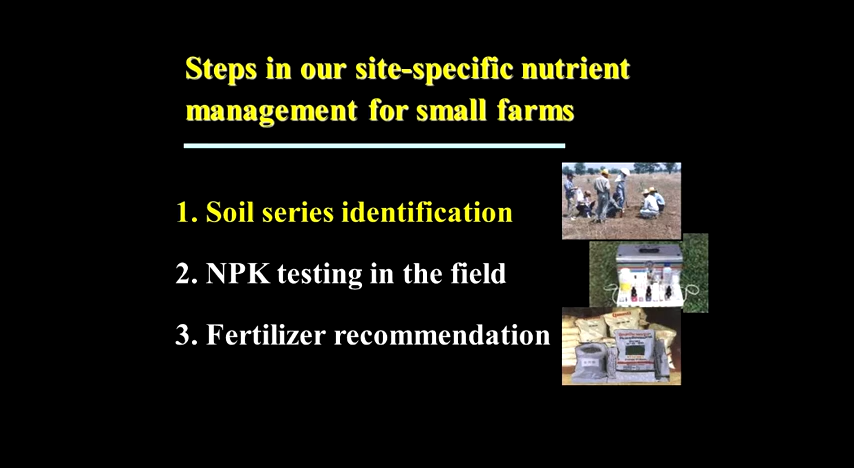 Steps in our site-specific nutrient
management for small farms
1. Soil series identification
2. NPK testing in the field
3. Fertilizer recommendation